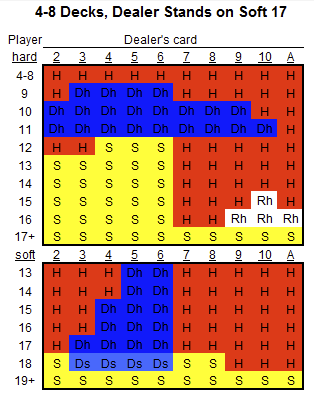 4-8 Decks, Dealer Stands on Soft 17
Player Dealer's card
hard 2 3 4 5 6 7 8 9 10 A
4-8 H H H H H H H H H H
9 H Dh Dh Dh Dh H H H H H
10 Dh Dh Dh Dh Dh Dh Dh Dh H H
11 Dh Dh Dh Dh Dh Dh Dh Dh Dh H
12 H H S S S H H H H H
13 S S S S S H H H H H
14 S S S S S H H H H H
15 S S S S S H H H Rh H
16 S S S S S H H Rh Rh Rh
17+ S S S S S S S S S S
soft 2 3 4 5 6 7 8 9 10 A
13 H H H Dh Dh H H H H H
14 H H H Dh Dh H H H H H
15 H H Dh Dh Dh H H H H H
16 H H Dh Dh Dh H H H H H
17 H Dh Dh Dh Dh H H H H H
18 S Ds Ds Ds Ds S S H H H
19+ S S S S S S S S S S